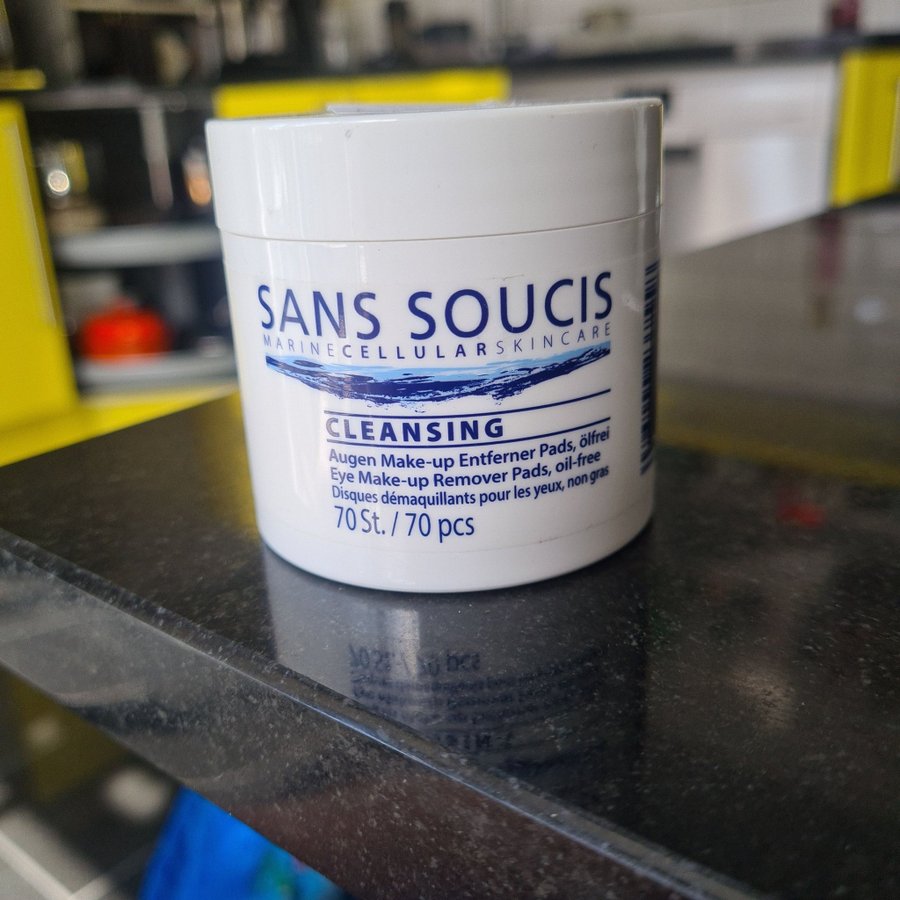 SANS SOUCIS
MARINECELLULARSKINCARE
CLEANSING
Augen Make-up Entferner Pads, ölfrei
Eye Make-up Remover Pads, oil-free
Disques démaquillants pour les yeux, non gras
70 St. / 70 pcs